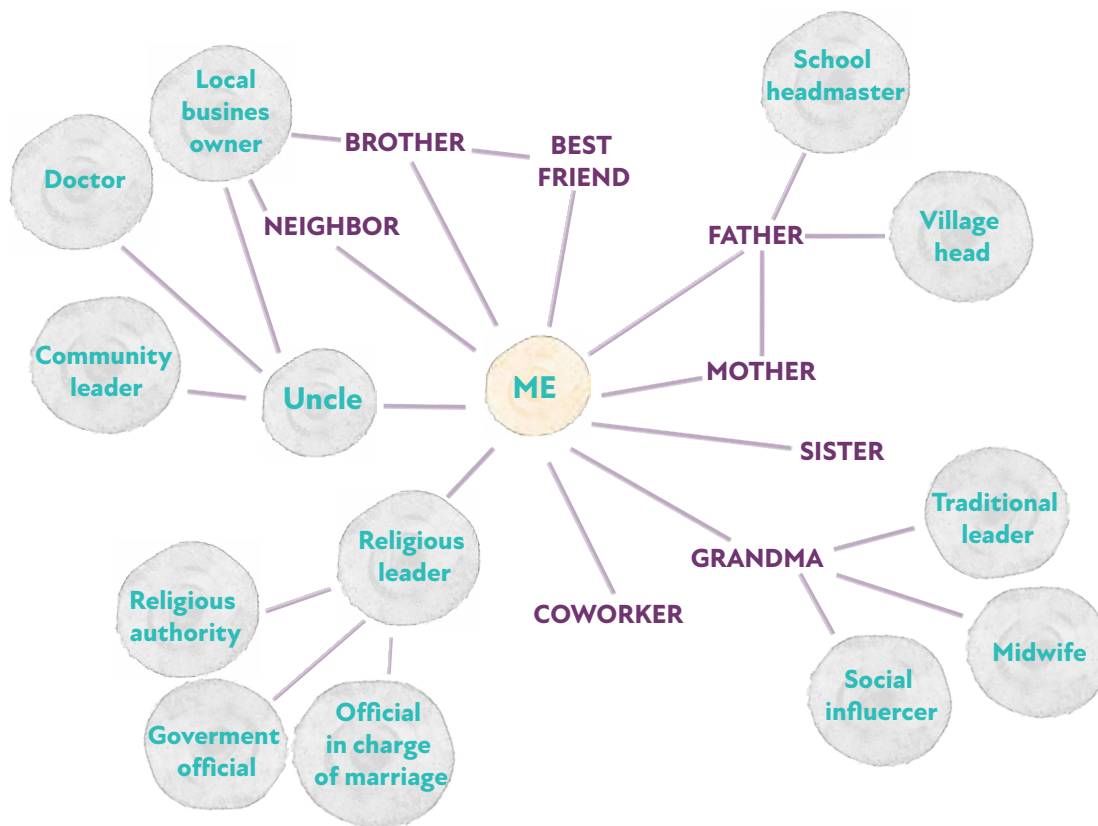 School
headmaster
Local
busines
owner
BROTHER
BEST
FRIEND
Doctor
NEIGHBOR
FATHER
Village
head
Community
leader
Uncle
ME
MOTHER
SISTER
Traditional
leader
Religious
leader
GRANDMA
Religious
authority
COWORKER
Midwife
Social
influercer
Goverment
official
Official
in charge
of marriage